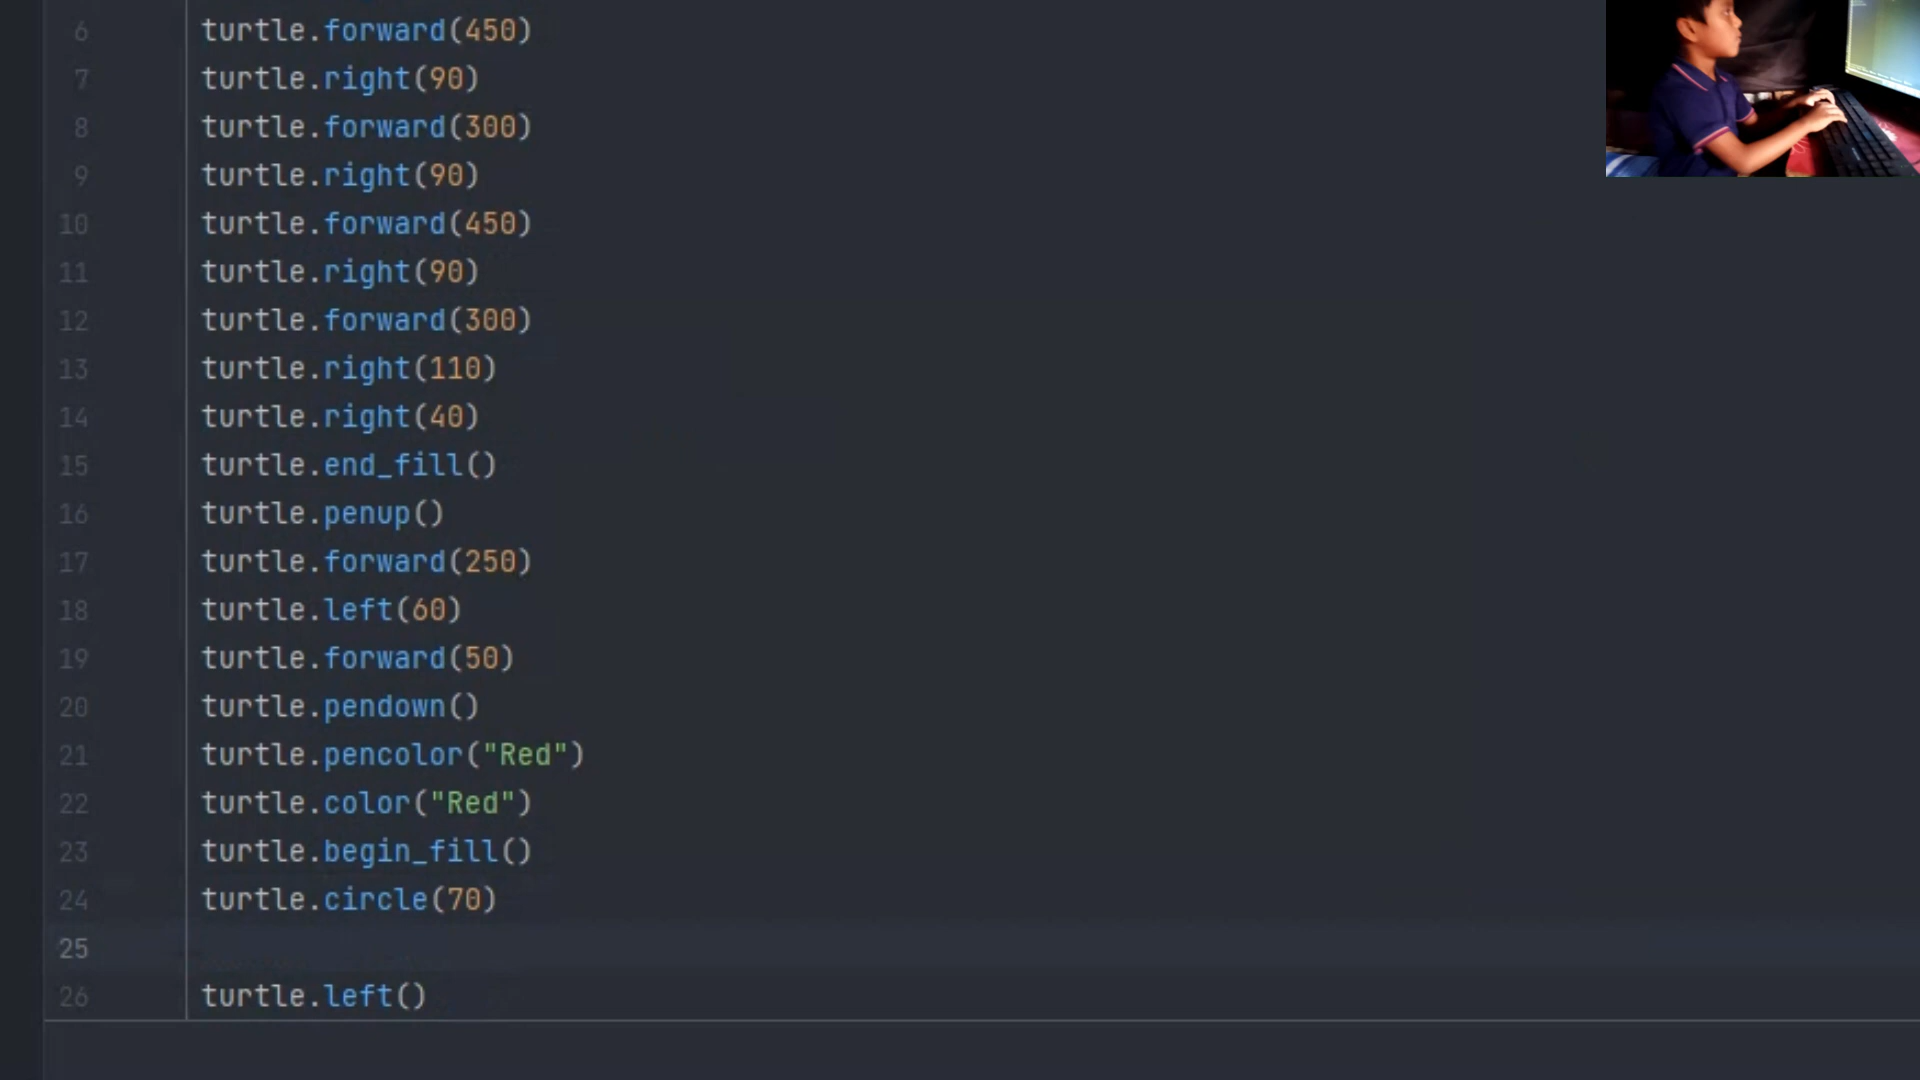 6 turtle.forward(450)
7 turtle.right(90)
8 turtle.forward(300)
9 turtle.right(90)
10 turtle.forward(450)
11 turtle.right(90)
12 turtle.forward(300)
13 turtle.right(110)
14 turtle.right(40)
15 turtle.end_fill()
16 turtle.penup()
17 turtle.forward(250)
18 turtle.left(60)
19 turtle.forward(50)
20 turtle.pendown()
21 turtle.pencolor("Red")
22 turtle.color("Red")
23 turtle.begin_fill()
24 turtle.circle(70)
25
26 turtle.left()